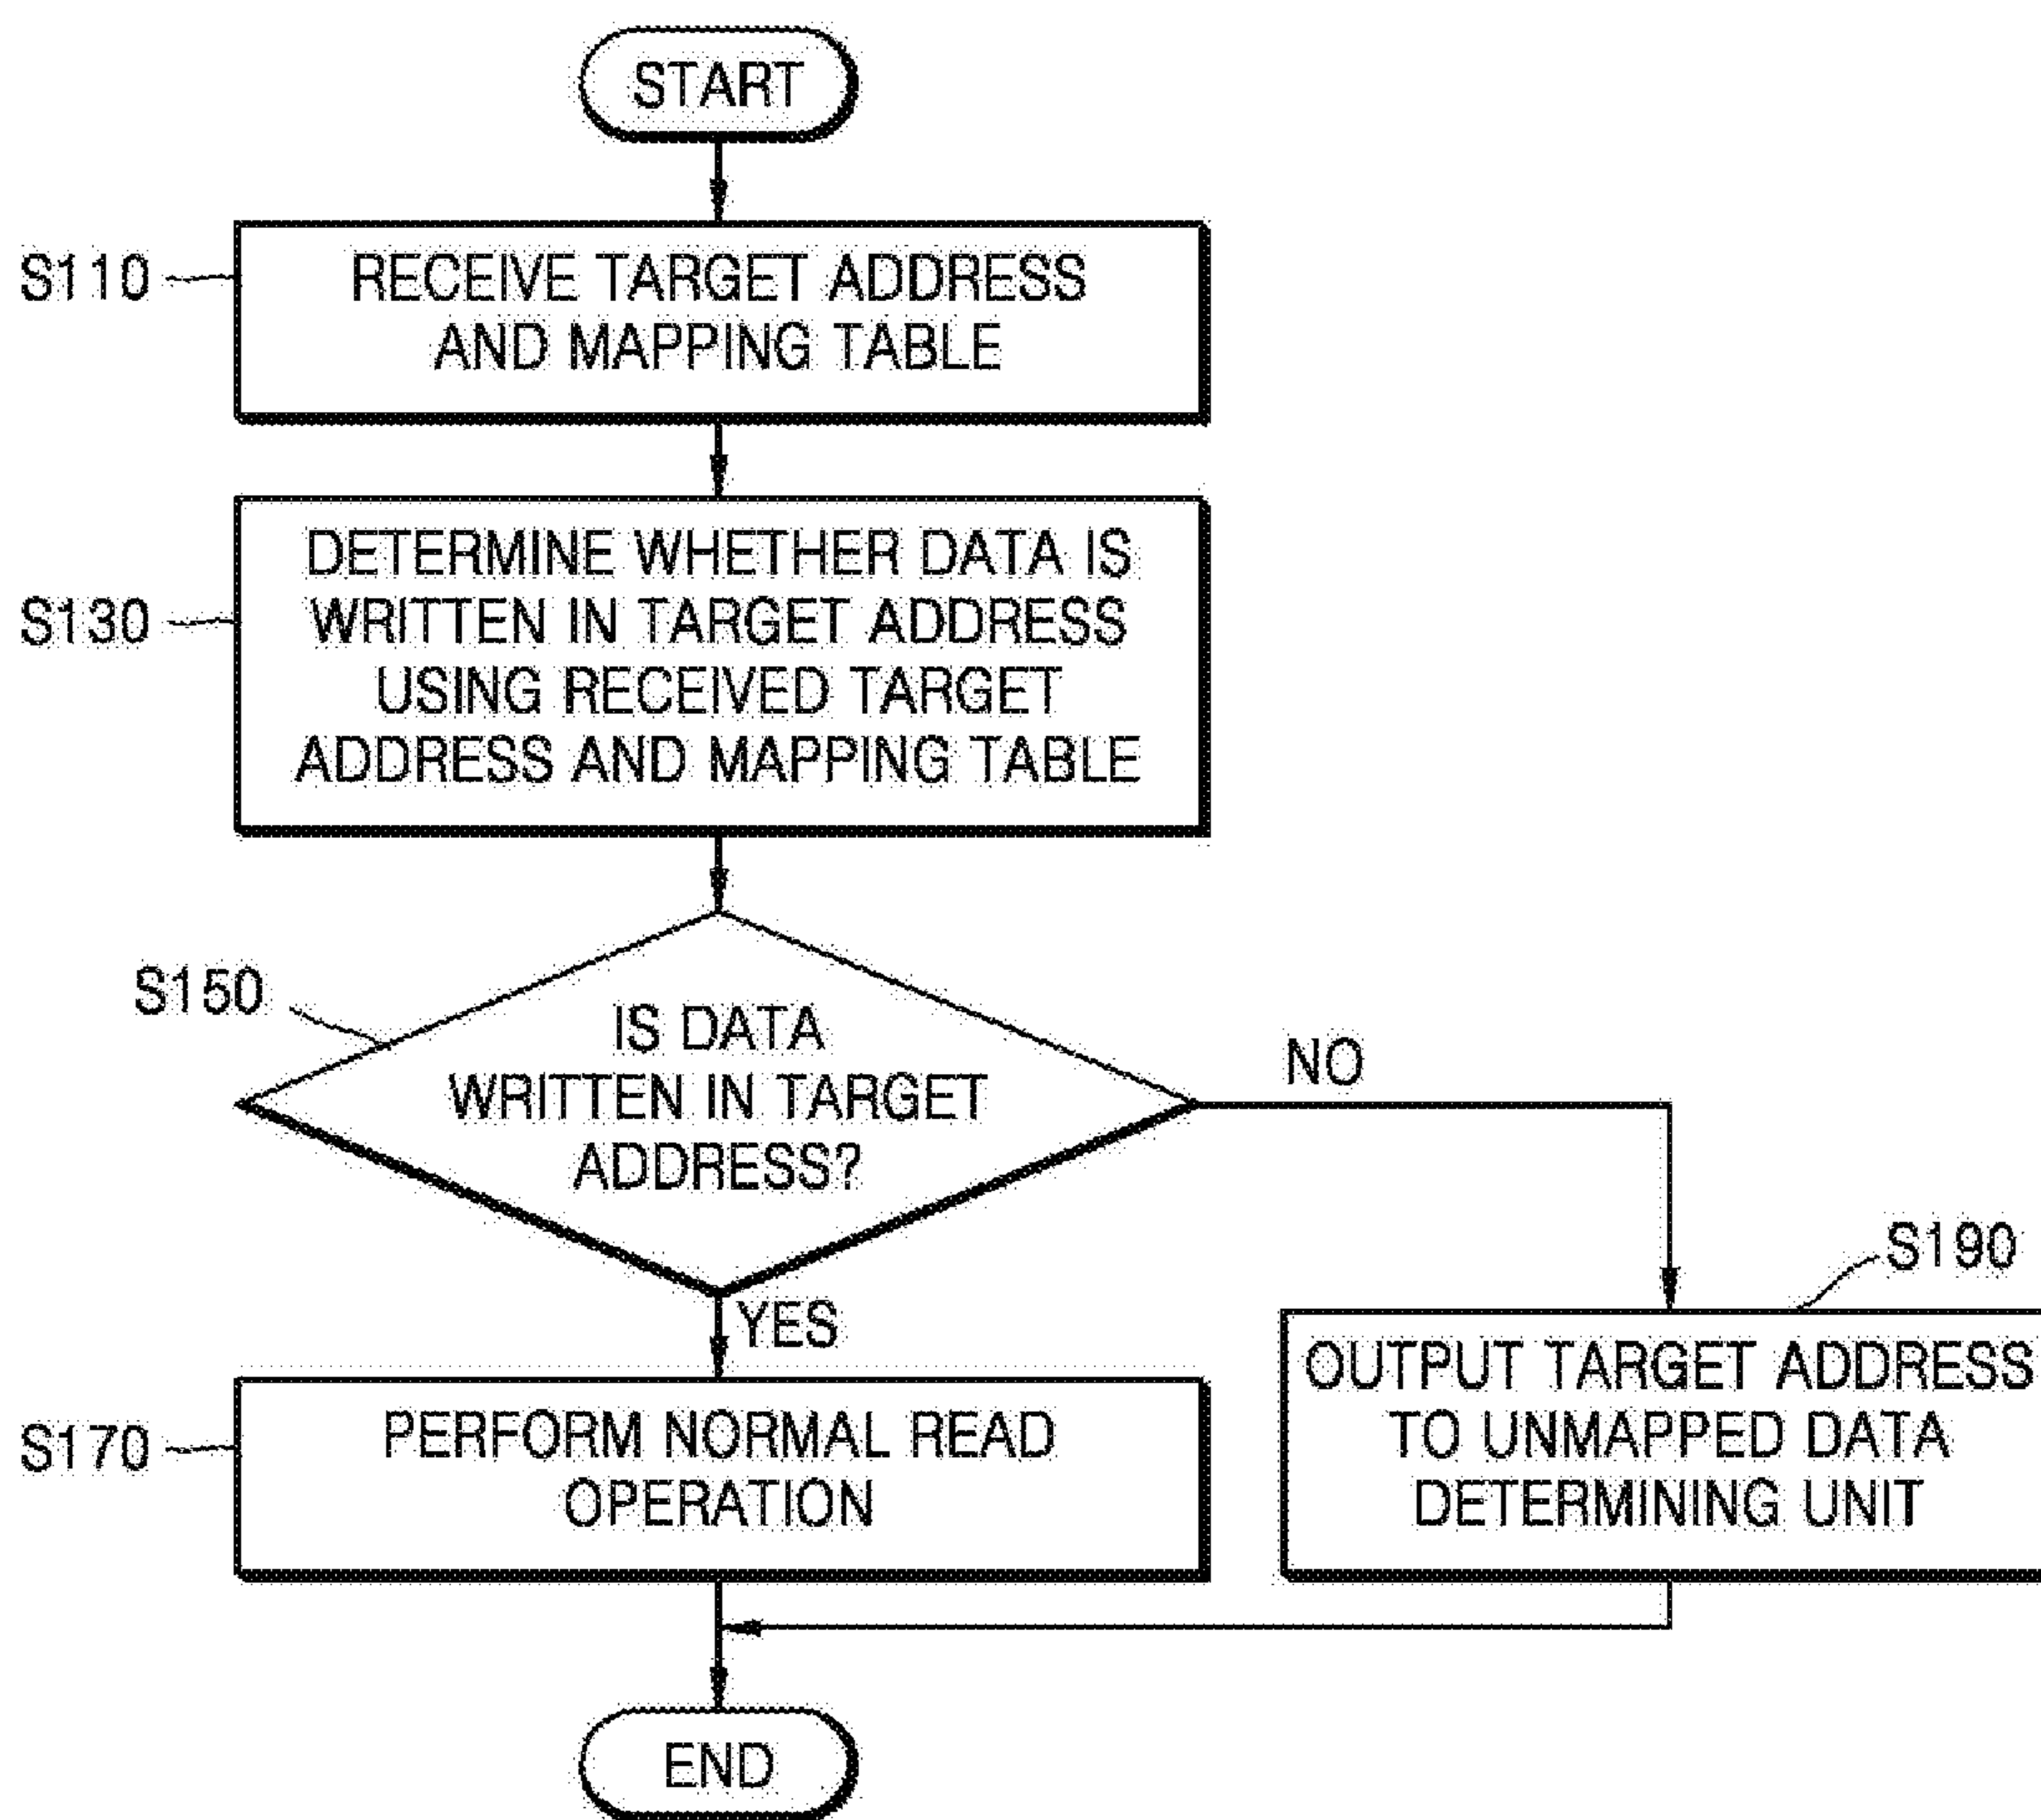 START
S110
RECEIVE TARGET ADDRESS
AND MAPPING TABLE
S130
DETERMINE WHETHER DATA IS
WRITTEN IN TARGET ADDRESS
USING RECEIVED TARGET
ADDRESS AND MAPPING TABLE
S150
IS DATA
WRITTEN IN TARGET
ADDRESS?
NO
YES
S170
PERFORM NORMAL READ
OPERATION
S190
OUTPUT TARGET ADDRESS
TO UNMAPPED DATA
DETERMINING UNIT
END